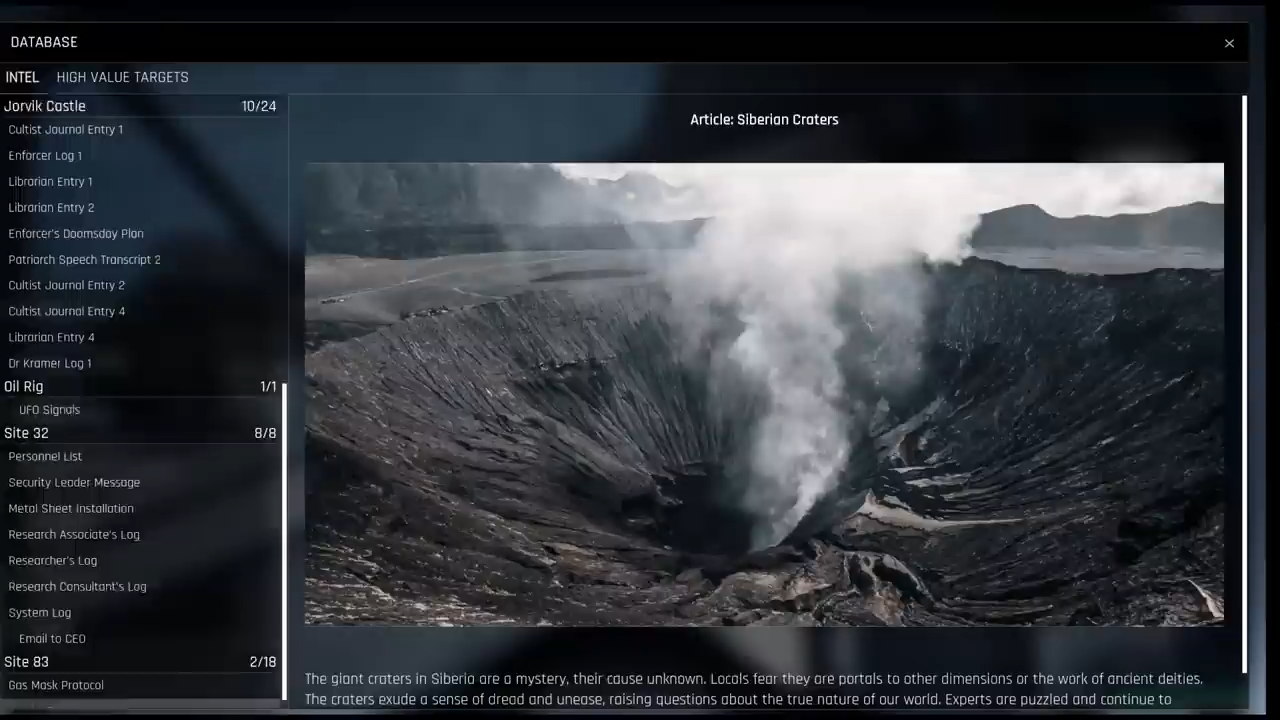 DATABASE
×
INTEL HIGH VALUE TARGETS
Jorvik Castle 10/24
Cultist Journal Entry 1
Enforcer Log 1
Librarian Entry 1
Librarian Entry 2
Enforcer's Doomsday Plan
Patriarch Speech Transcript 2
Cultist Journal Entry 2
Cultist Journal Entry 4
Librarian Entry 4
Dr Kramer Log 1
Oil Rig 1/1
UFO Signals
Site 32 8/8
Personnel List
Security Leader Message
Metal Sheet Installation
Research Associate's Log
Researcher's Log
Research Consultant's Log
System Log
Email to CEO
Site 83 2/18
Gas Mask Protocol
Article: Siberian Craters
The giant craters in Siberia are a mystery, their cause unknown. Locals fear they are portals to other dimensions or the work of ancient deities.
The craters exude a sense of dread and unease, raising questions about the true nature of our world. Experts are puzzled and continue to